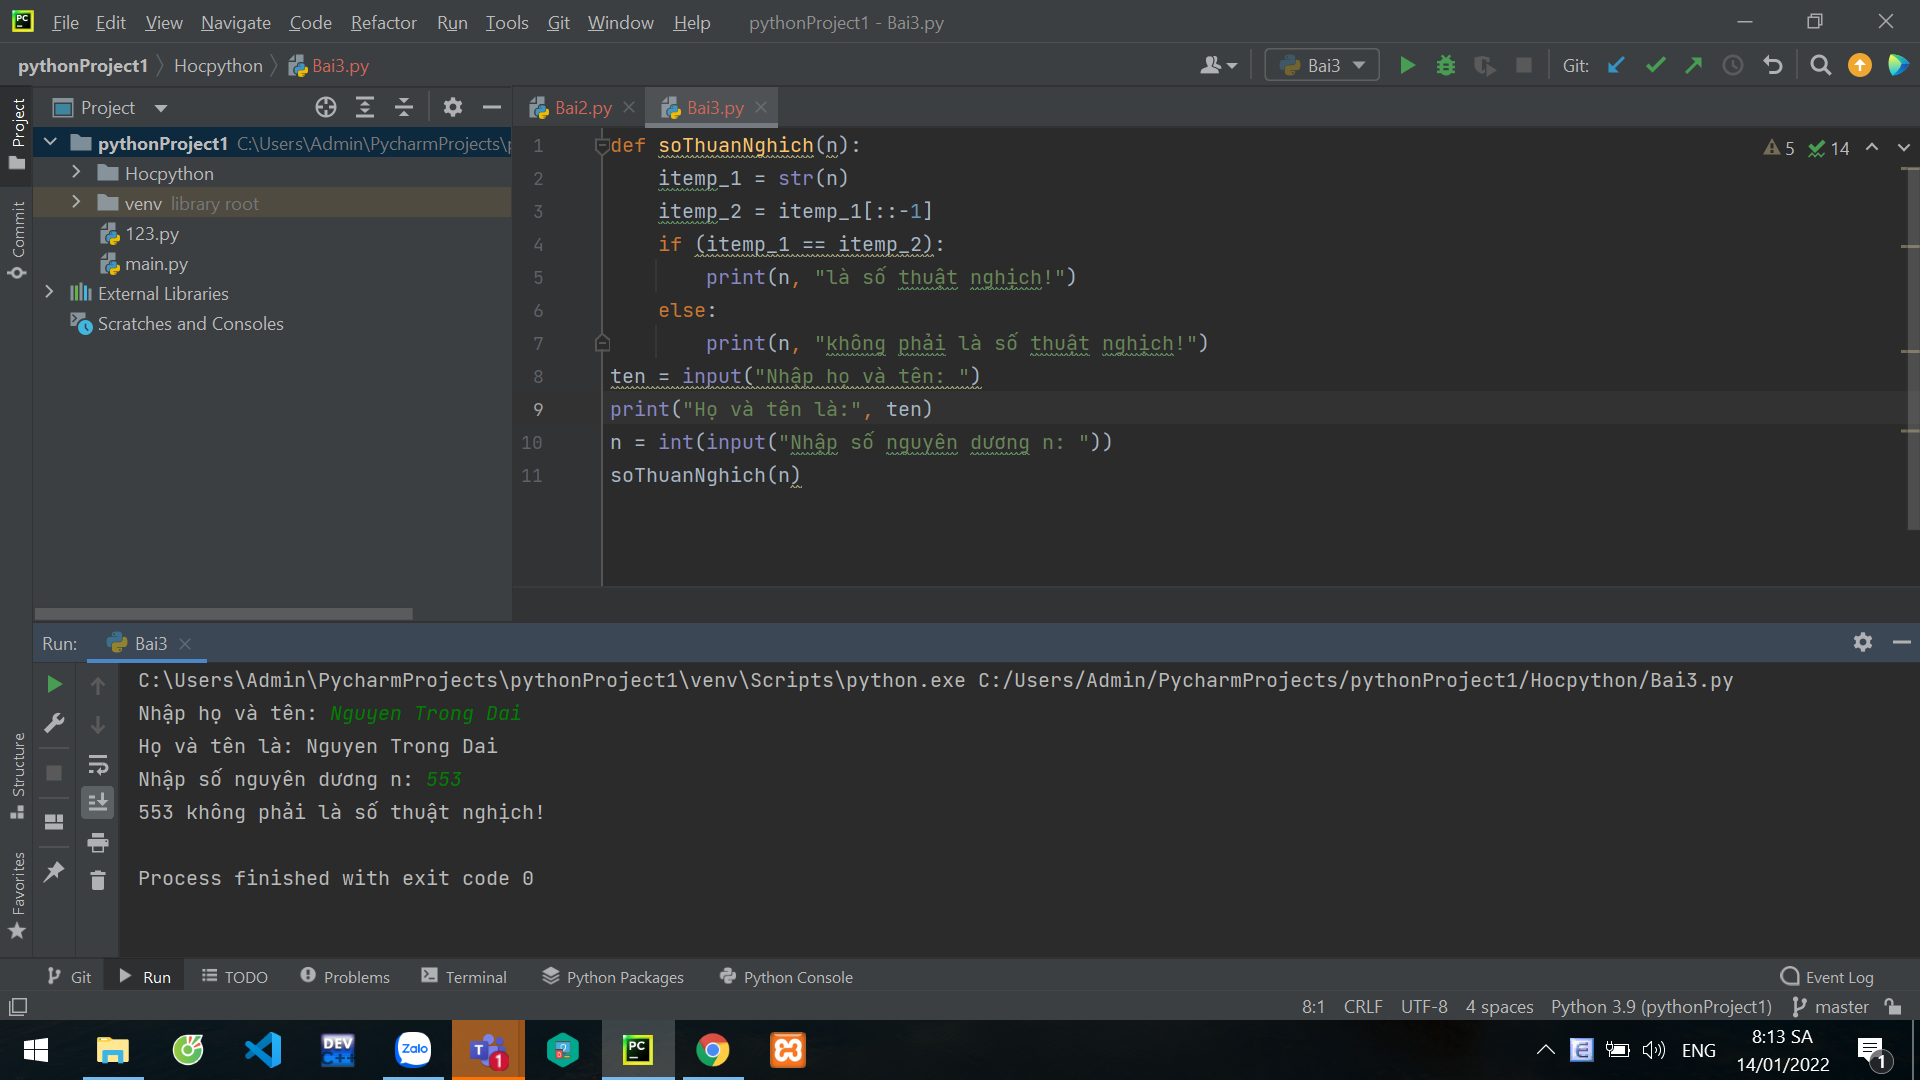 File Edit View Navigate Code Refactor Run Tools Git Window Help pythonProject1 - Bai3.py
pythonProject1 Hocpython Bai3.py
Bai3
Git:
Project
Bai2.py
Bai3.py
Project
Commit
Structure
Favorites
pythonProject1 C:\Users\Admin\PycharmProjects\
Hocpython
venv library root
123.py
main.py
External Libraries
Scratches and Consoles
5 14
1 def soThuanNghich(n):
2 itemp_1 = str(n)
3 itemp_2 = itemp_1[::-1]
4 if (itemp_1 == itemp_2):
5 print(n, "là số thuật nghịch!")
6 else:
7 print(n, "không phải là số thuật nghịch!")
8 ten = input("Nhập họ và tên: ")
9 print("Họ và tên là:", ten)
10 n = int(input("Nhập số nguyên dương n: "))
11 soThuanNghich(n)
Run: Bai3
C:\Users\Admin\PycharmProjects\pythonProject1\venv\Scripts\python.exe C:/Users/Admin/PycharmProjects/pythonProject1/Hocpython/Bai3.py
Nhập họ và tên: Nguyen Trong Dai
Họ và tên là: Nguyen Trong Dai
Nhập số nguyên dương n: 553
553 không phải là số thuật nghịch!
Process finished with exit code 0
Git Run TODO Problems Terminal Python Packages Python Console Event Log
8:1 CRLF UTF-8 4 spaces Python 3.9 (pythonProject1) master
DEV C++
Zalo
1
PC
ENG
8:13 SA
14/01/2022
1